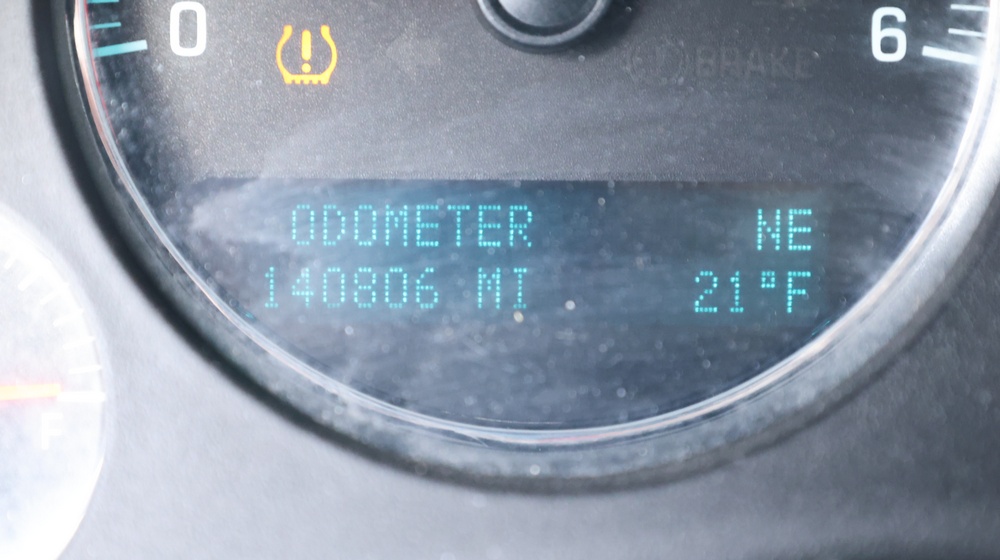 0
6
BRAKE
ODOMETER NE
140806 MI 21°F
F